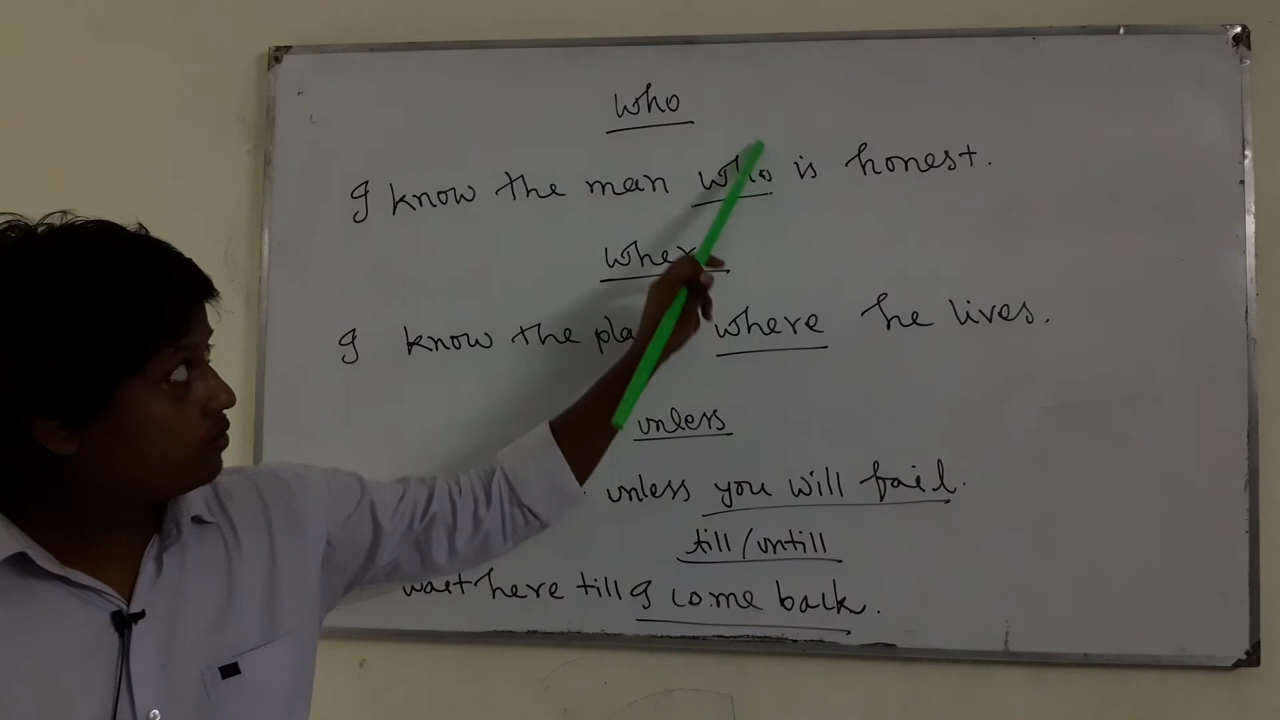 who
I know the man who is honest.
where
I know the place where he lives.
unless
unless you will fail.
till/untill
wait here till I come back.